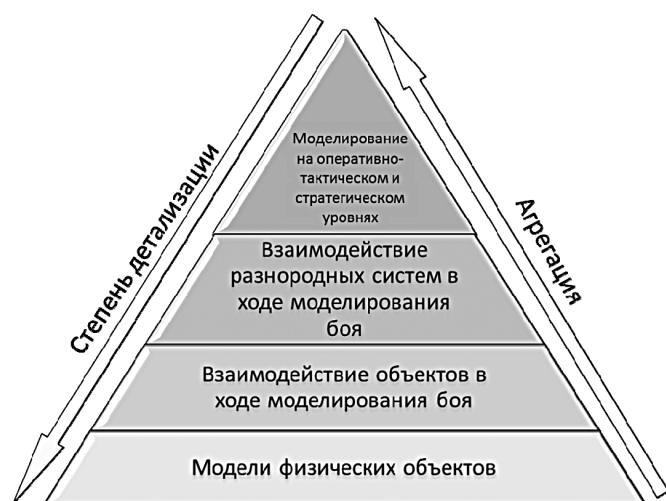 Моделирование
на оперативно-
тактическом и
стратегическом
уровнях
Степень детализации
Агрегация
Взаимодействие
разнородных систем в
ходе моделирования
боя
Взаимодействие объектов в
ходе моделирования боя
Модели физических объектов